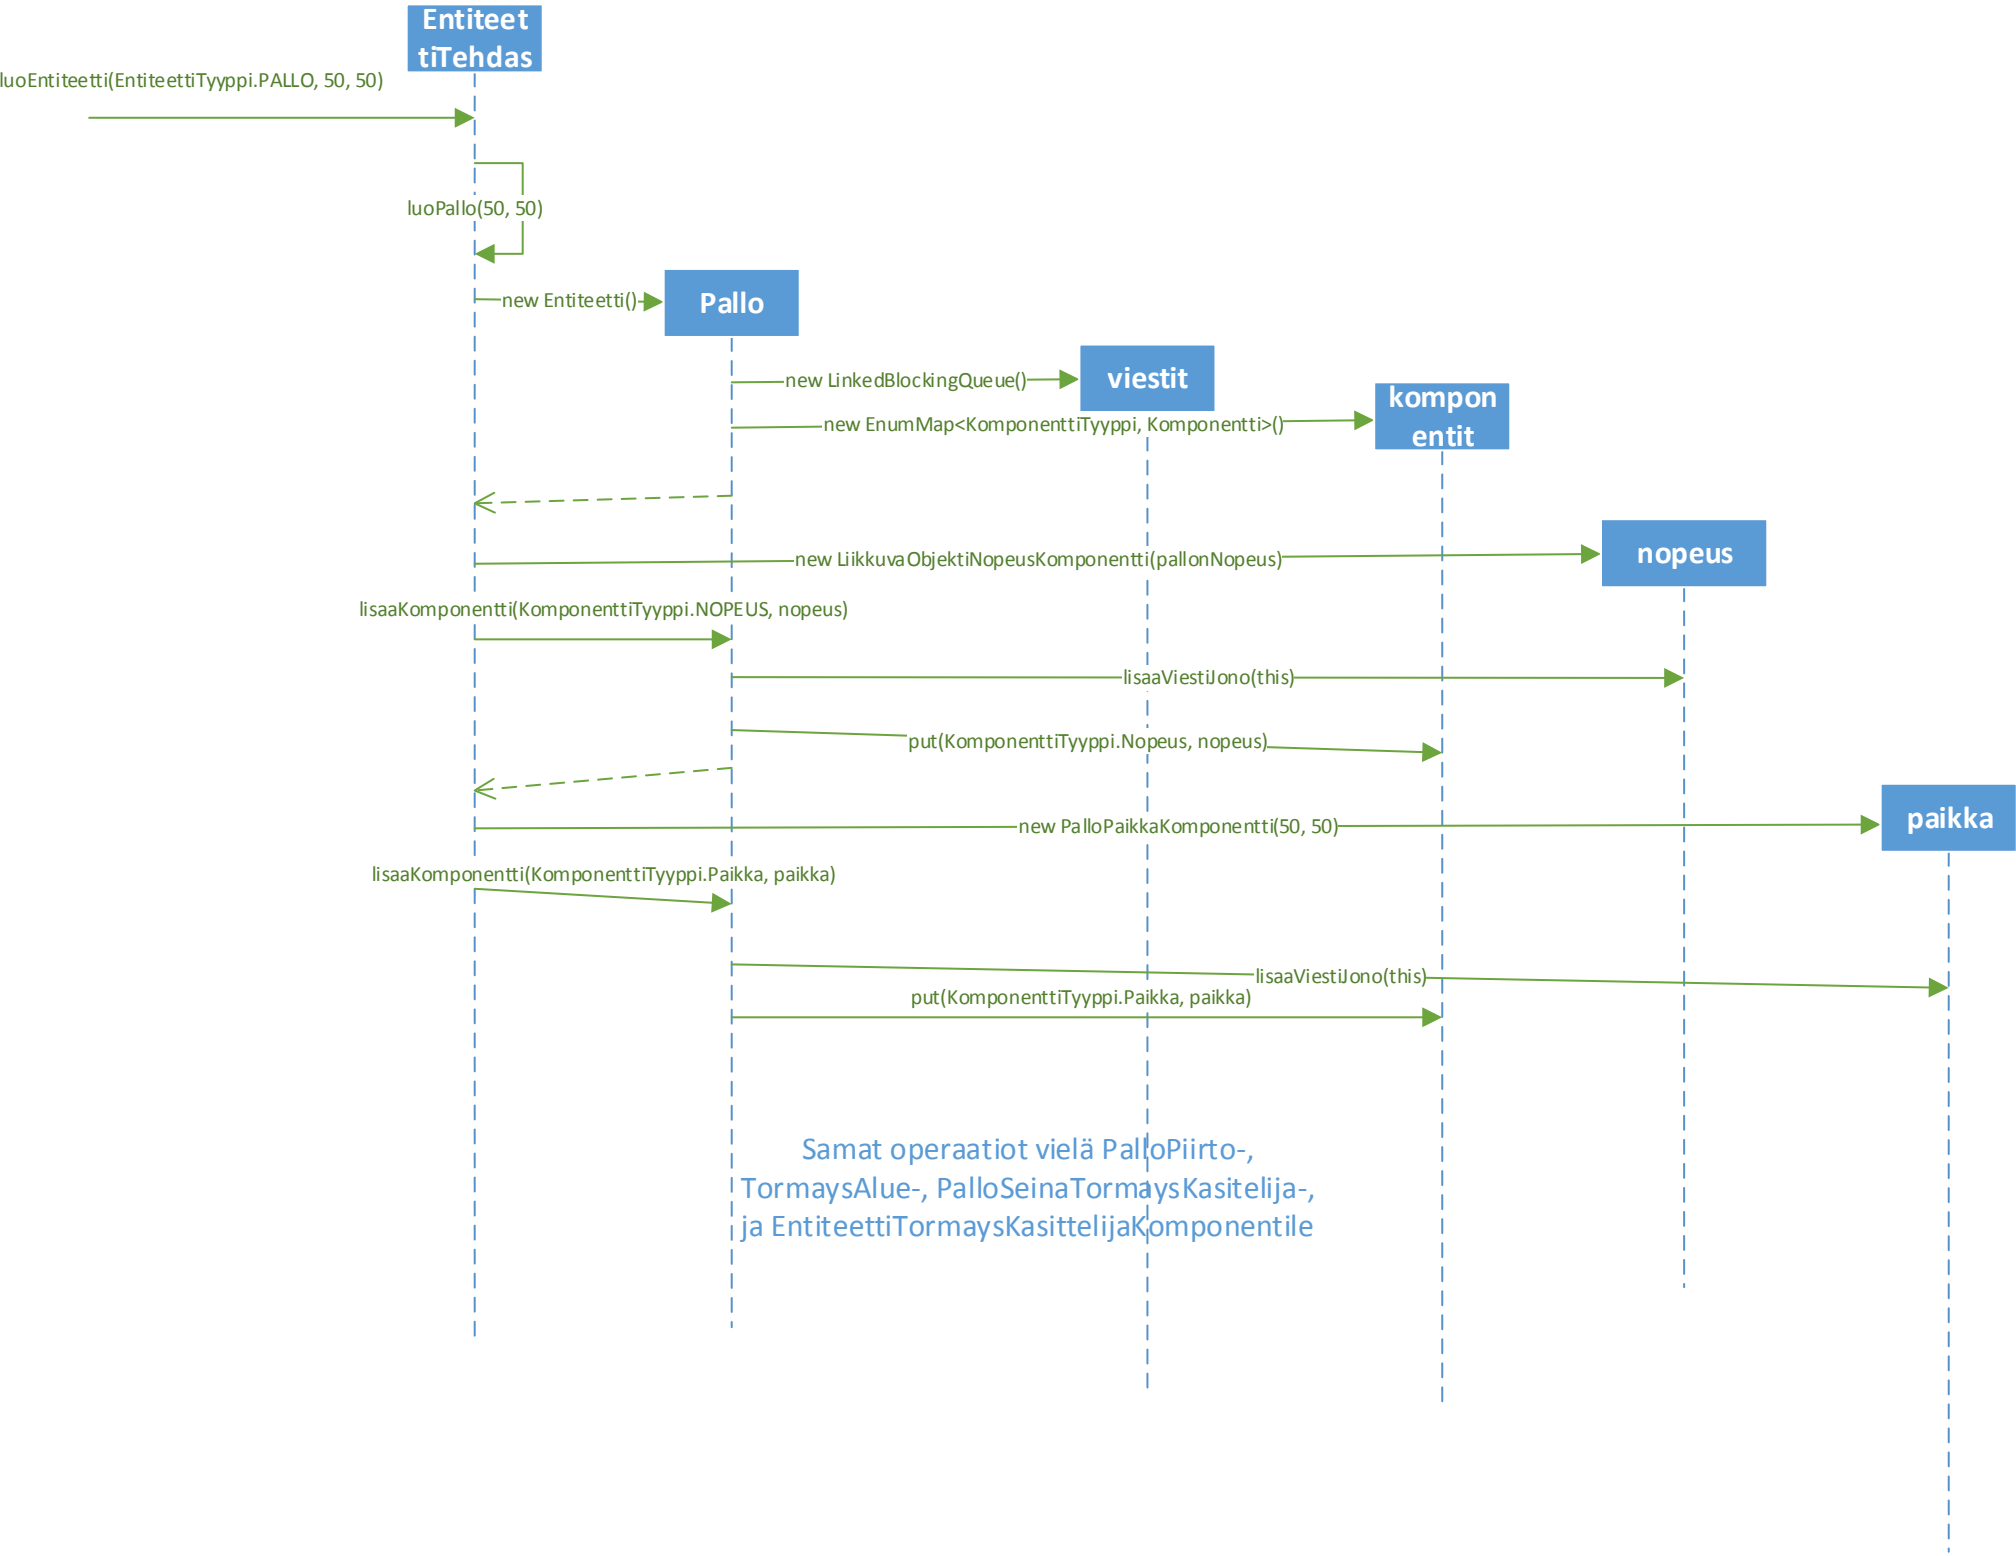 Entiteet
tiTehdas
luoEntiteetti(EntiteettiTyyppi.PALLO, 50, 50)
luoPallo(50, 50)
new Entiteetti()
Pallo
new LinkedBlockingQueue()
viestit
new EnumMap<KomponenttiTyyppi, Komponentti>()
kompon
entit
new LiikkuvaObjektiNopeusKomponentti(pallonNopeus)
nopeus
lisaaKomponentti(KomponenttiTyyppi.NOPEUS, nopeus)
lisaaViestiJono(this)
put(KomponenttiTyyppi.Nopeus, nopeus)
new PalloPaikkaKomponentti(50, 50)
paikka
lisaaKomponentti(KomponenttiTyyppi.Paikka, paikka)
lisaaViestiJono(this)
put(KomponenttiTyyppi.Paikka, paikka)
Samat operaatiot vielä PalloPiirto-,
TormaysAlue-, PalloSeinaTormaysKasitelija-,
ja EntiteettiTormaysKasittelijaKomponentile